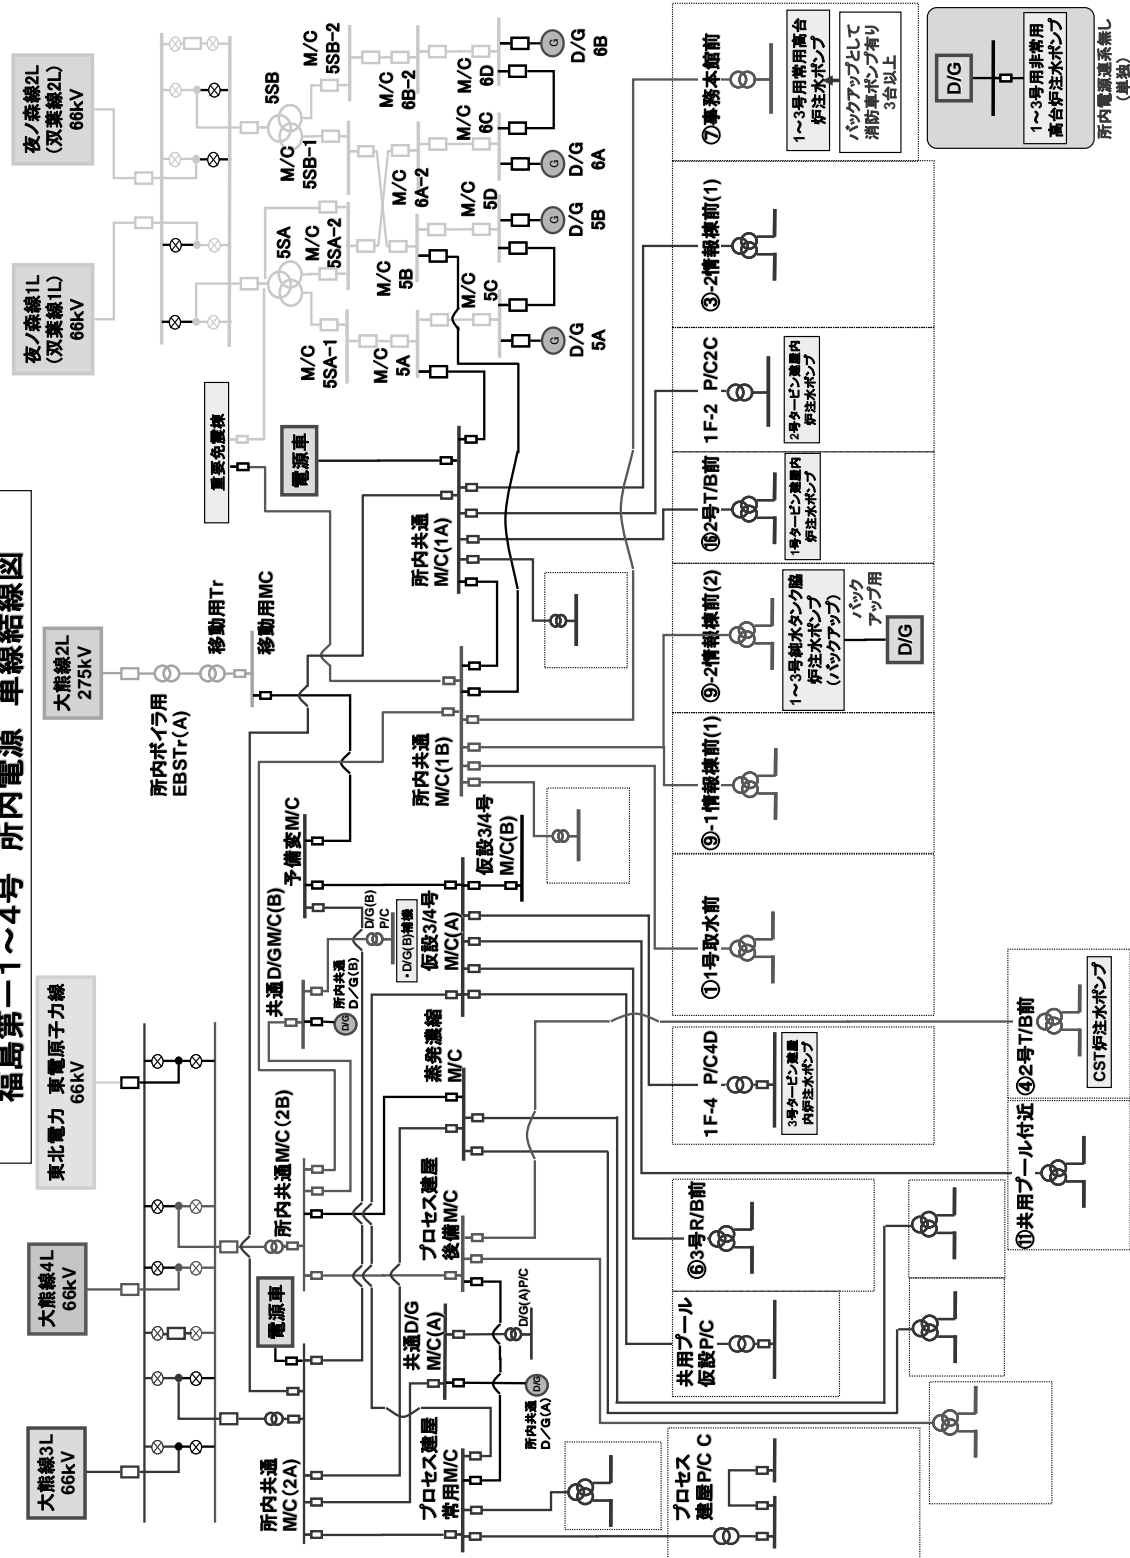 福島第一1～4号 所内電源 単線結線図
大熊線3L
66kV
大熊線4L
66kV
東北電力 東電原子力線
66kV
大熊線2L
275kV
夜ノ森線1L
(双葉線1L)
66kV
夜ノ森線2L
(双葉線2L)
66kV
所内ボイラ用
EBSTr(A)
移動用Tr
移動用MC
重要免震棟
電源車
電源車
5SA
5SB
M/C
5SA-1
M/C
5SA-2
M/C
5SB-1
M/C
5SB-2
M/C
5A
M/C
5B
M/C
6A-2
M/C
6B-2
M/C
5C
M/C
5D
M/C
6C
M/C
6D
G
D/G
5A
G
D/G
5B
G
D/G
6A
G
D/G
6B
所内共通
M/C(2A)
所内共通M/C(2B)
共通D/GM/C(B)
予備変M/C
所内共通
M/C(1B)
所内共通
M/C(1A)
D/G(B)
P/C
・D/G(B)補機
所内共通
D/G(B)
D/G
プロセス建屋
常用M/C
共通D/G
M/C(A)
プロセス建屋
後備M/C
蒸発濃縮
M/C
仮設3/4号
M/C(A)
仮設3/4号
M/C(B)
D/G(A)P/C
D/G
所内共通
D/G(A)
プロセス
建屋P/C C
共用プール
仮設P/C
⑥3号R/B前
1F-4 P/C4D
3号タービン建屋
内炉注水ポンプ
①1号取水前
⑨-1情報棟前(1)
⑨-2情報棟前(2)
1～3号純水タンク脇
炉注水ポンプ
(バックアップ)
バック
アップ用
D/G
⑯2号T/B前
1号タービン建屋内
炉注水ポンプ
1F-2 P/C2C
2号タービン建屋内
炉注水ポンプ
③-2情報棟前(1)
⑦事務本館前
1～3号用常用高台
炉注水ポンプ
バックアップとして
消防車ポンプ有り
3台以上
D/G
1～3号用非常用
高台炉注水ポンプ
所内電源連系無し
(単独)
⑪共用プール付近
④2号T/B前
CST炉注水ポンプ